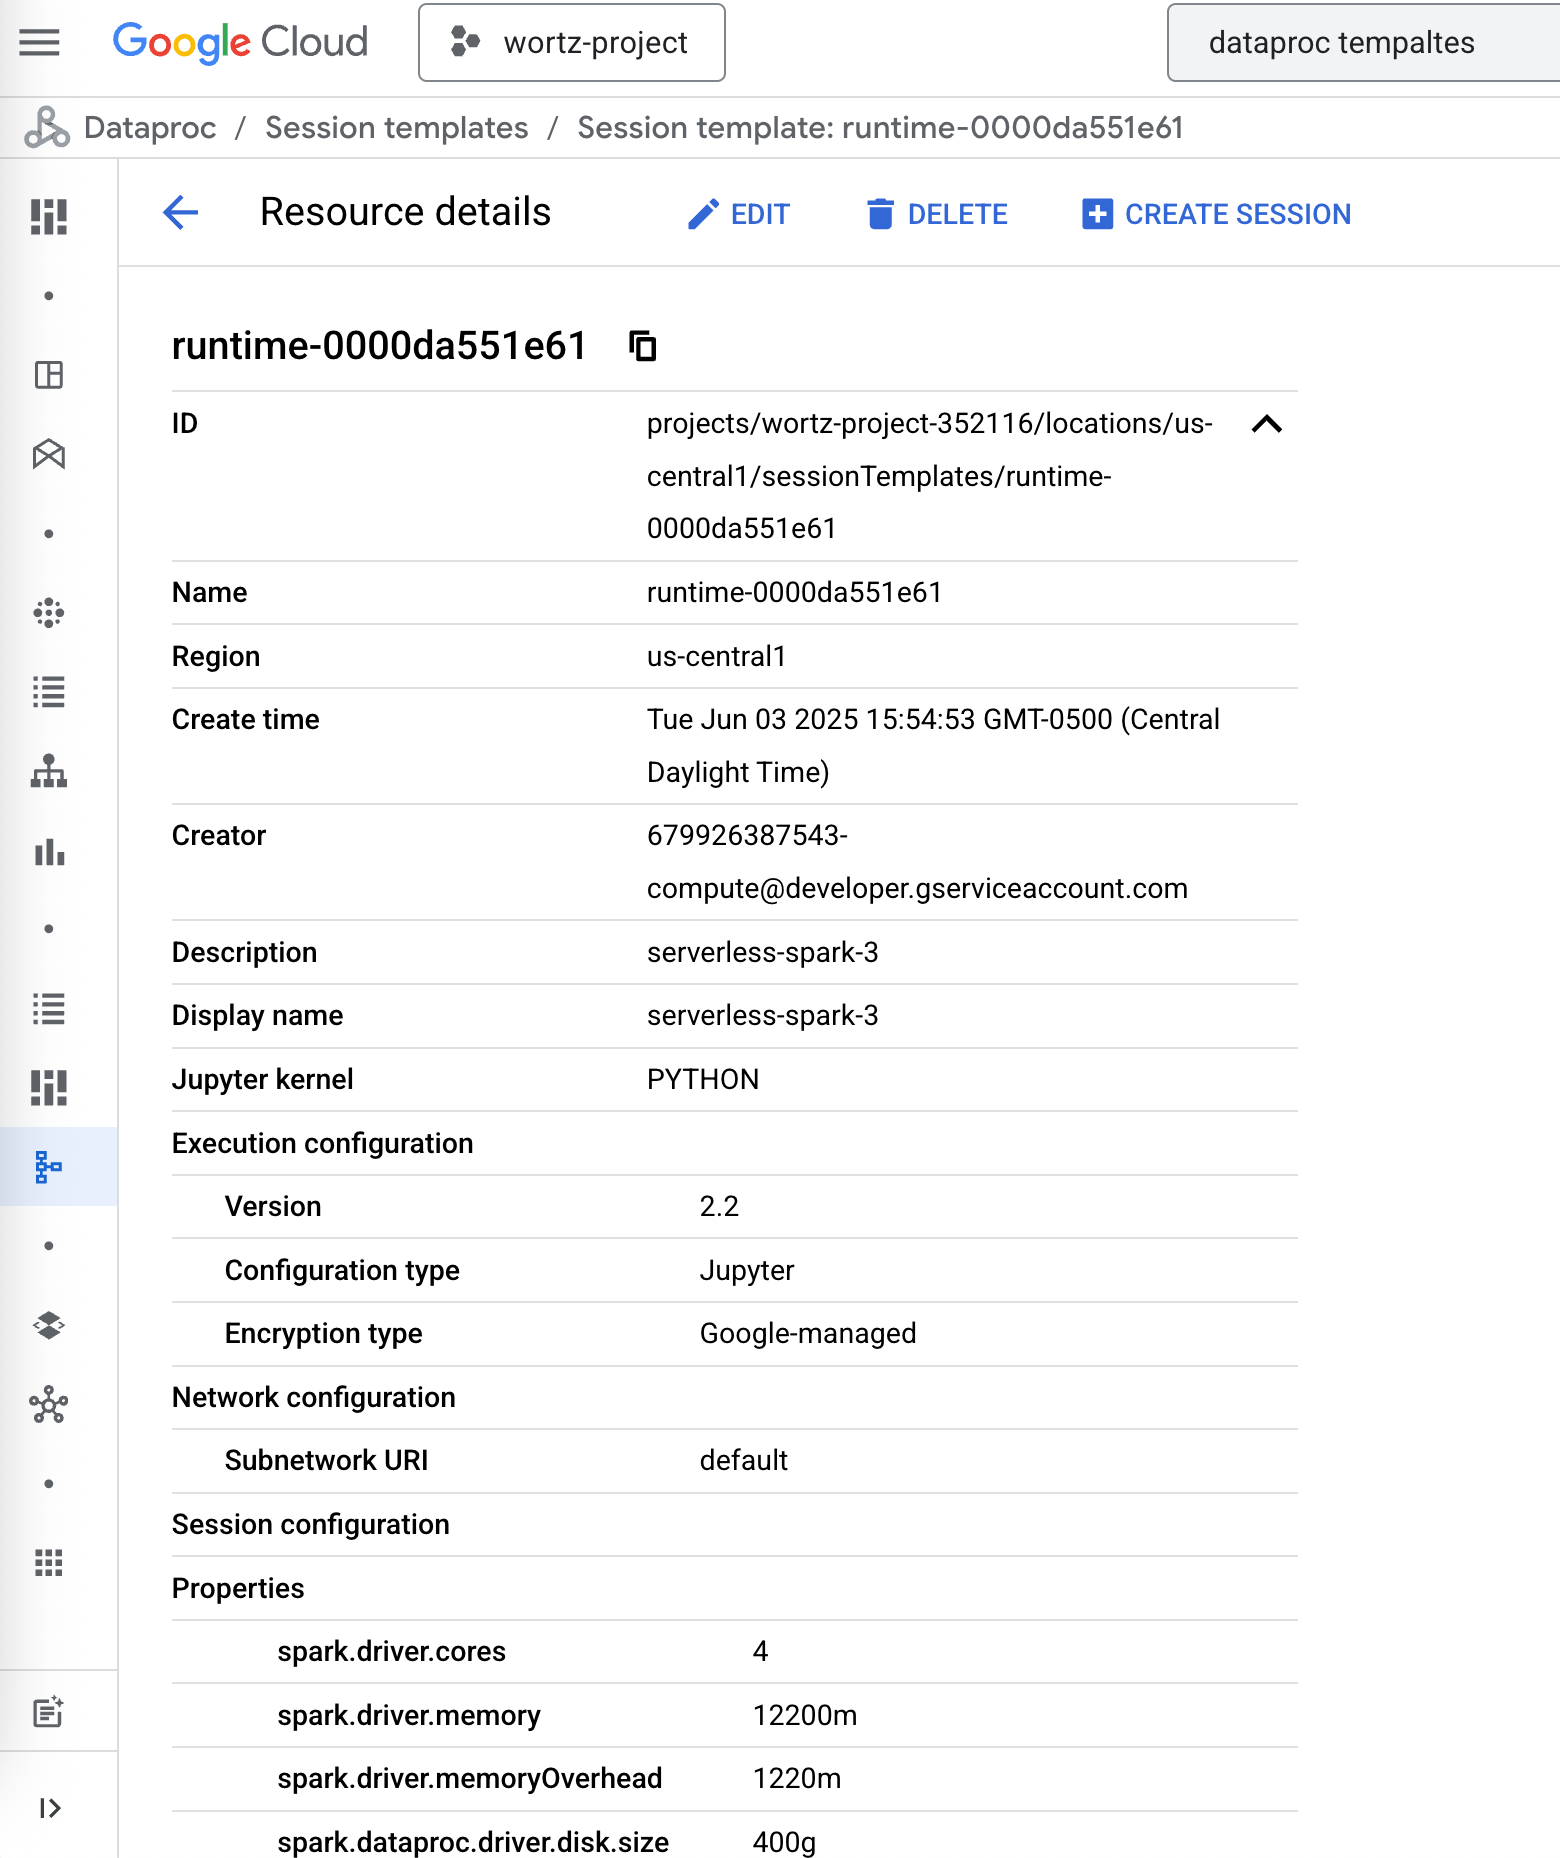 Google Cloud
wortz-project
dataproc tempaltes
Dataproc / Session templates / Session template: runtime-0000da551e61
Resource details
EDIT
DELETE
CREATE SESSION
runtime-0000da551e61
ID
projects/wortz-project-352116/locations/us-
central1/sessionTemplates/runtime-
0000da551e61
Name
runtime-0000da551e61
Region
us-central1
Create time
Tue Jun 03 2025 15:54:53 GMT-0500 (Central
Daylight Time)
Creator
679926387543-
compute@developer.gserviceaccount.com
Description
serverless-spark-3
Display name
serverless-spark-3
Jupyter kernel
PYTHON
Execution configuration
Version
2.2
Configuration type
Jupyter
Encryption type
Google-managed
Network configuration
Subnetwork URI
default
Session configuration
Properties
spark.driver.cores
4
spark.driver.memory
12200m
spark.driver.memoryOverhead
1220m
spark.dataproc.driver.disk.size
400g